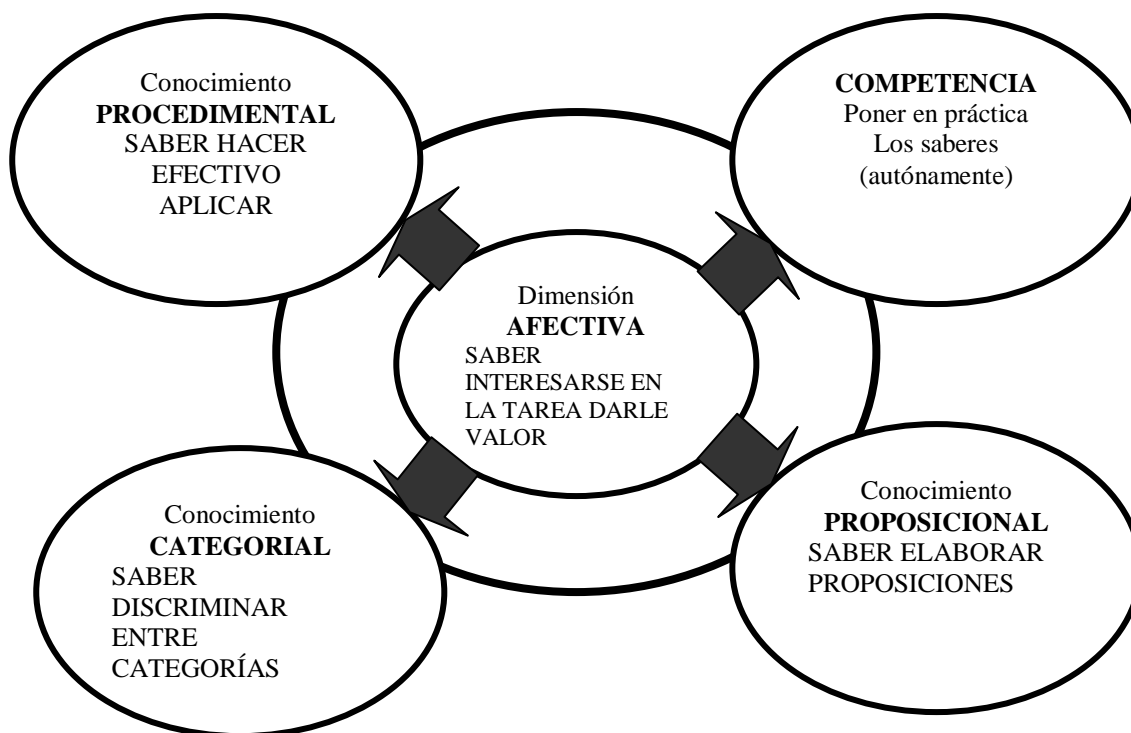 Conocimiento
PROCEDIMENTAL
SABER HACER
EFECTIVO
APLICAR
COMPETENCIA
Poner en práctica
Los saberes
(autónamente)
Dimensión
AFECTIVA
SABER
INTERESARSE EN
LA TAREA DARLE
VALOR
Conocimiento
CATEGORIAL
SABER
DISCRIMINAR
ENTRE
CATEGORÍAS
Conocimiento
PROPOSICIONAL
SABER ELABORAR
PROPOSICIONES